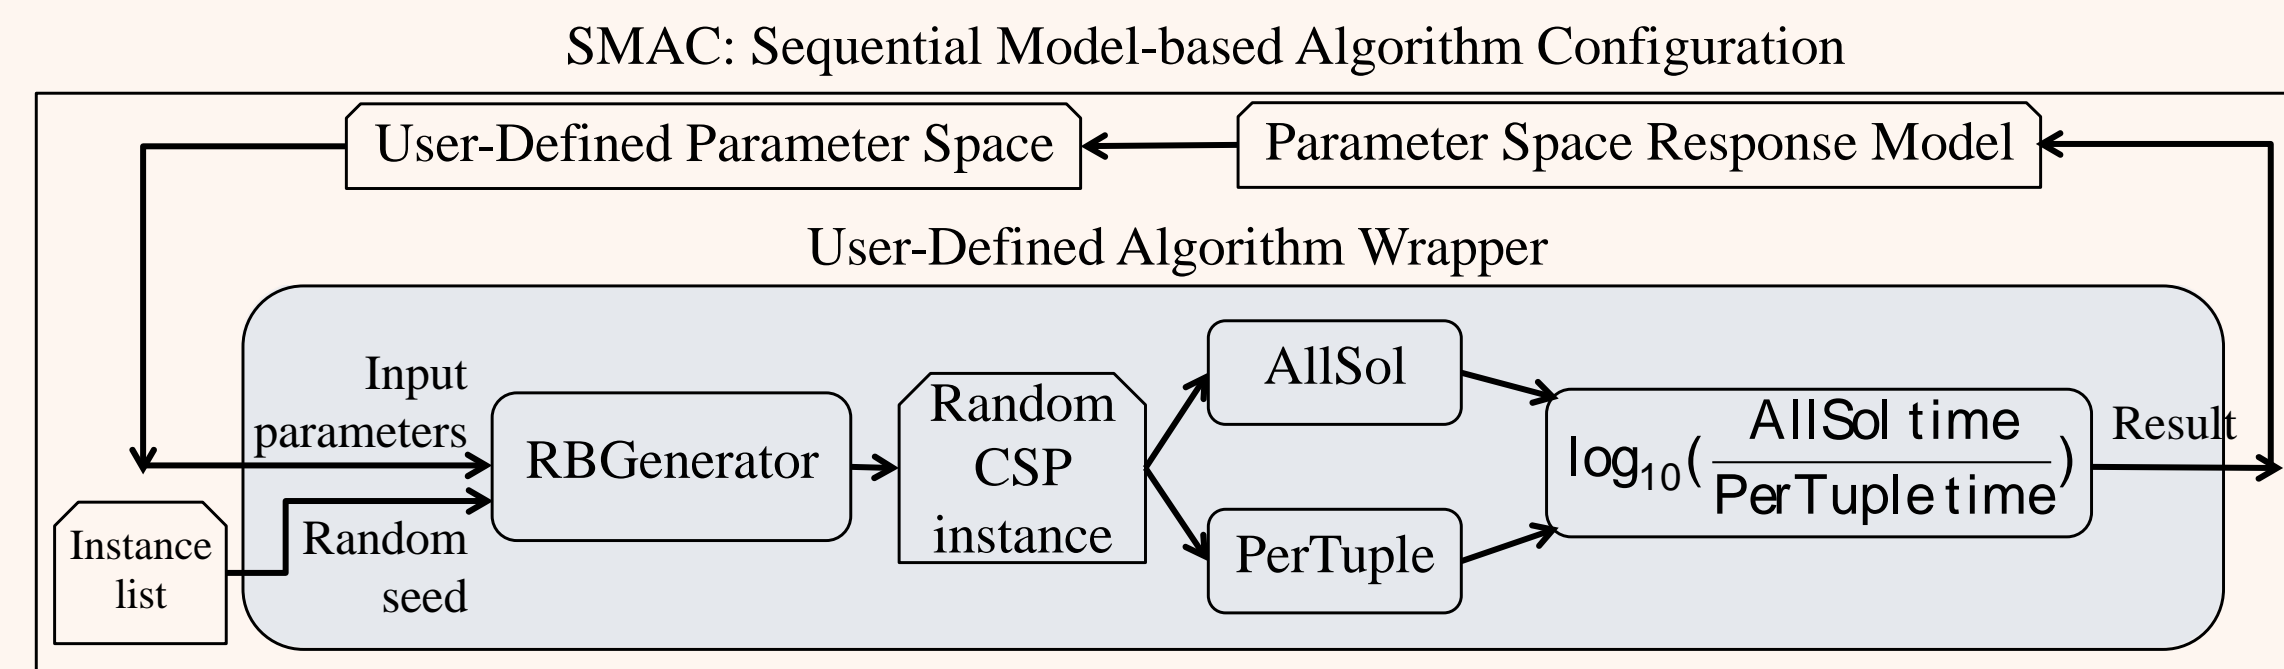 SMAC: Sequential Model-based Algorithm Configuration
User-Defined Parameter Space
Parameter Space Response Model
User-Defined Algorithm Wrapper
Input
parameters
RBGenerator
Random
CSP
instance
AllSol
PerTuple
log10(AllSol time
PerTuple time)
Result
Instance
list
Random
seed